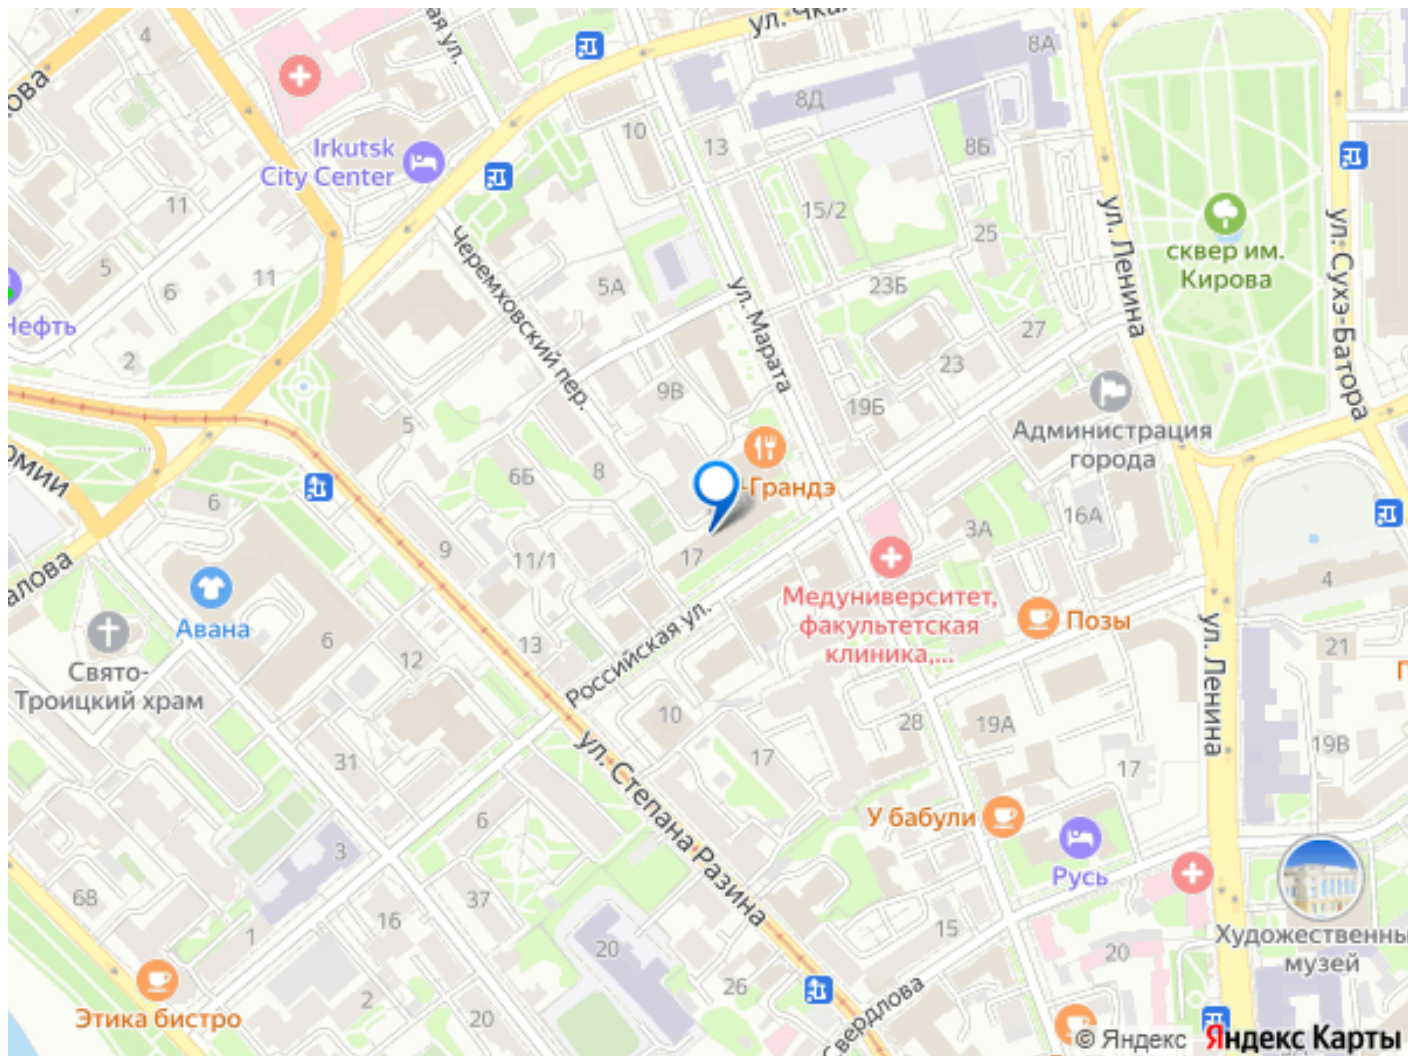 ул. Чка
8А
4
ова
ая ул.
8Д
10
13
8Б
Irkutsk
City Center
11
15/2
25
ул. Ленина
сквер им.
Кирова
ул. Сухэ-Батора
Черемховский пер.
5
6
11
5А
23Б
ул. Марата
Нефть
27
2
23
9В
19Б
5
Администрация
города
омии
6Б
8
-Грандэ
6
3А
16А
9
11/1
17
4
алова
Медуниверситет,
факультетская
клиника,...
Позы
Авана
Российская ул.
ул. Ленина
6
13
21
Свято-
Троицкий храм
12
10
28
19А
19В
31
17
17
ул. Степана Разина
У бабули
6
3
Русь
68
37
16
1
20
15
20
Художественны
музей
26
Свердлова
2
20
Этика бистро
© Яндекс
Яндекс Карты